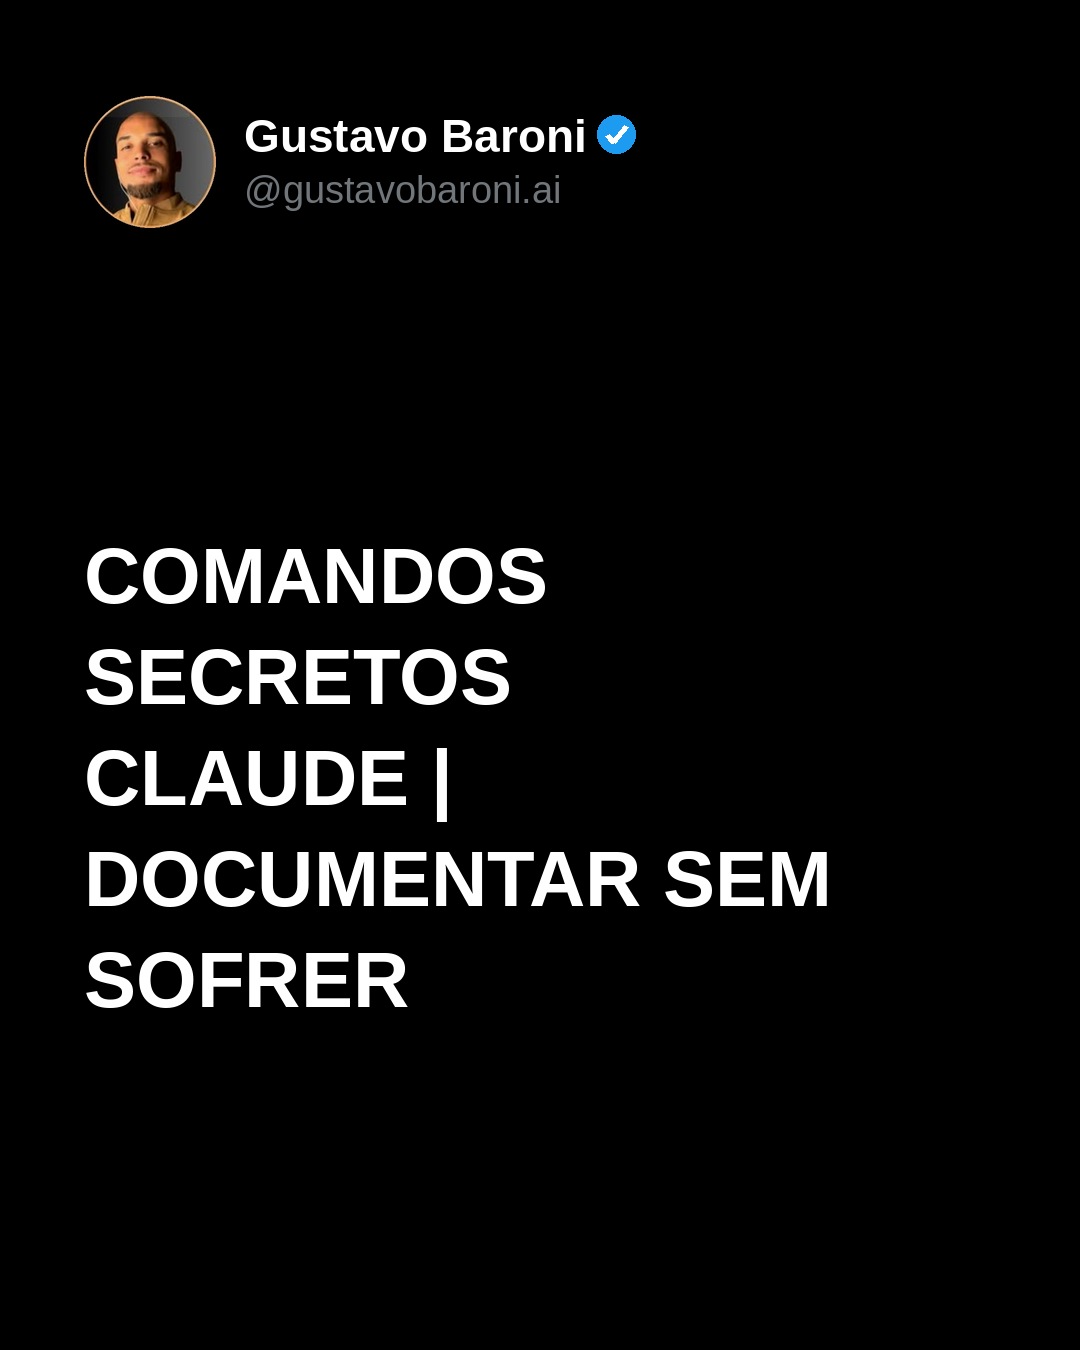 Gustavo Baroni
@gustavobaroni.ai
COMANDOS
SECRETOS
CLAUDE |
DOCUMENTAR SEM
SOFRER